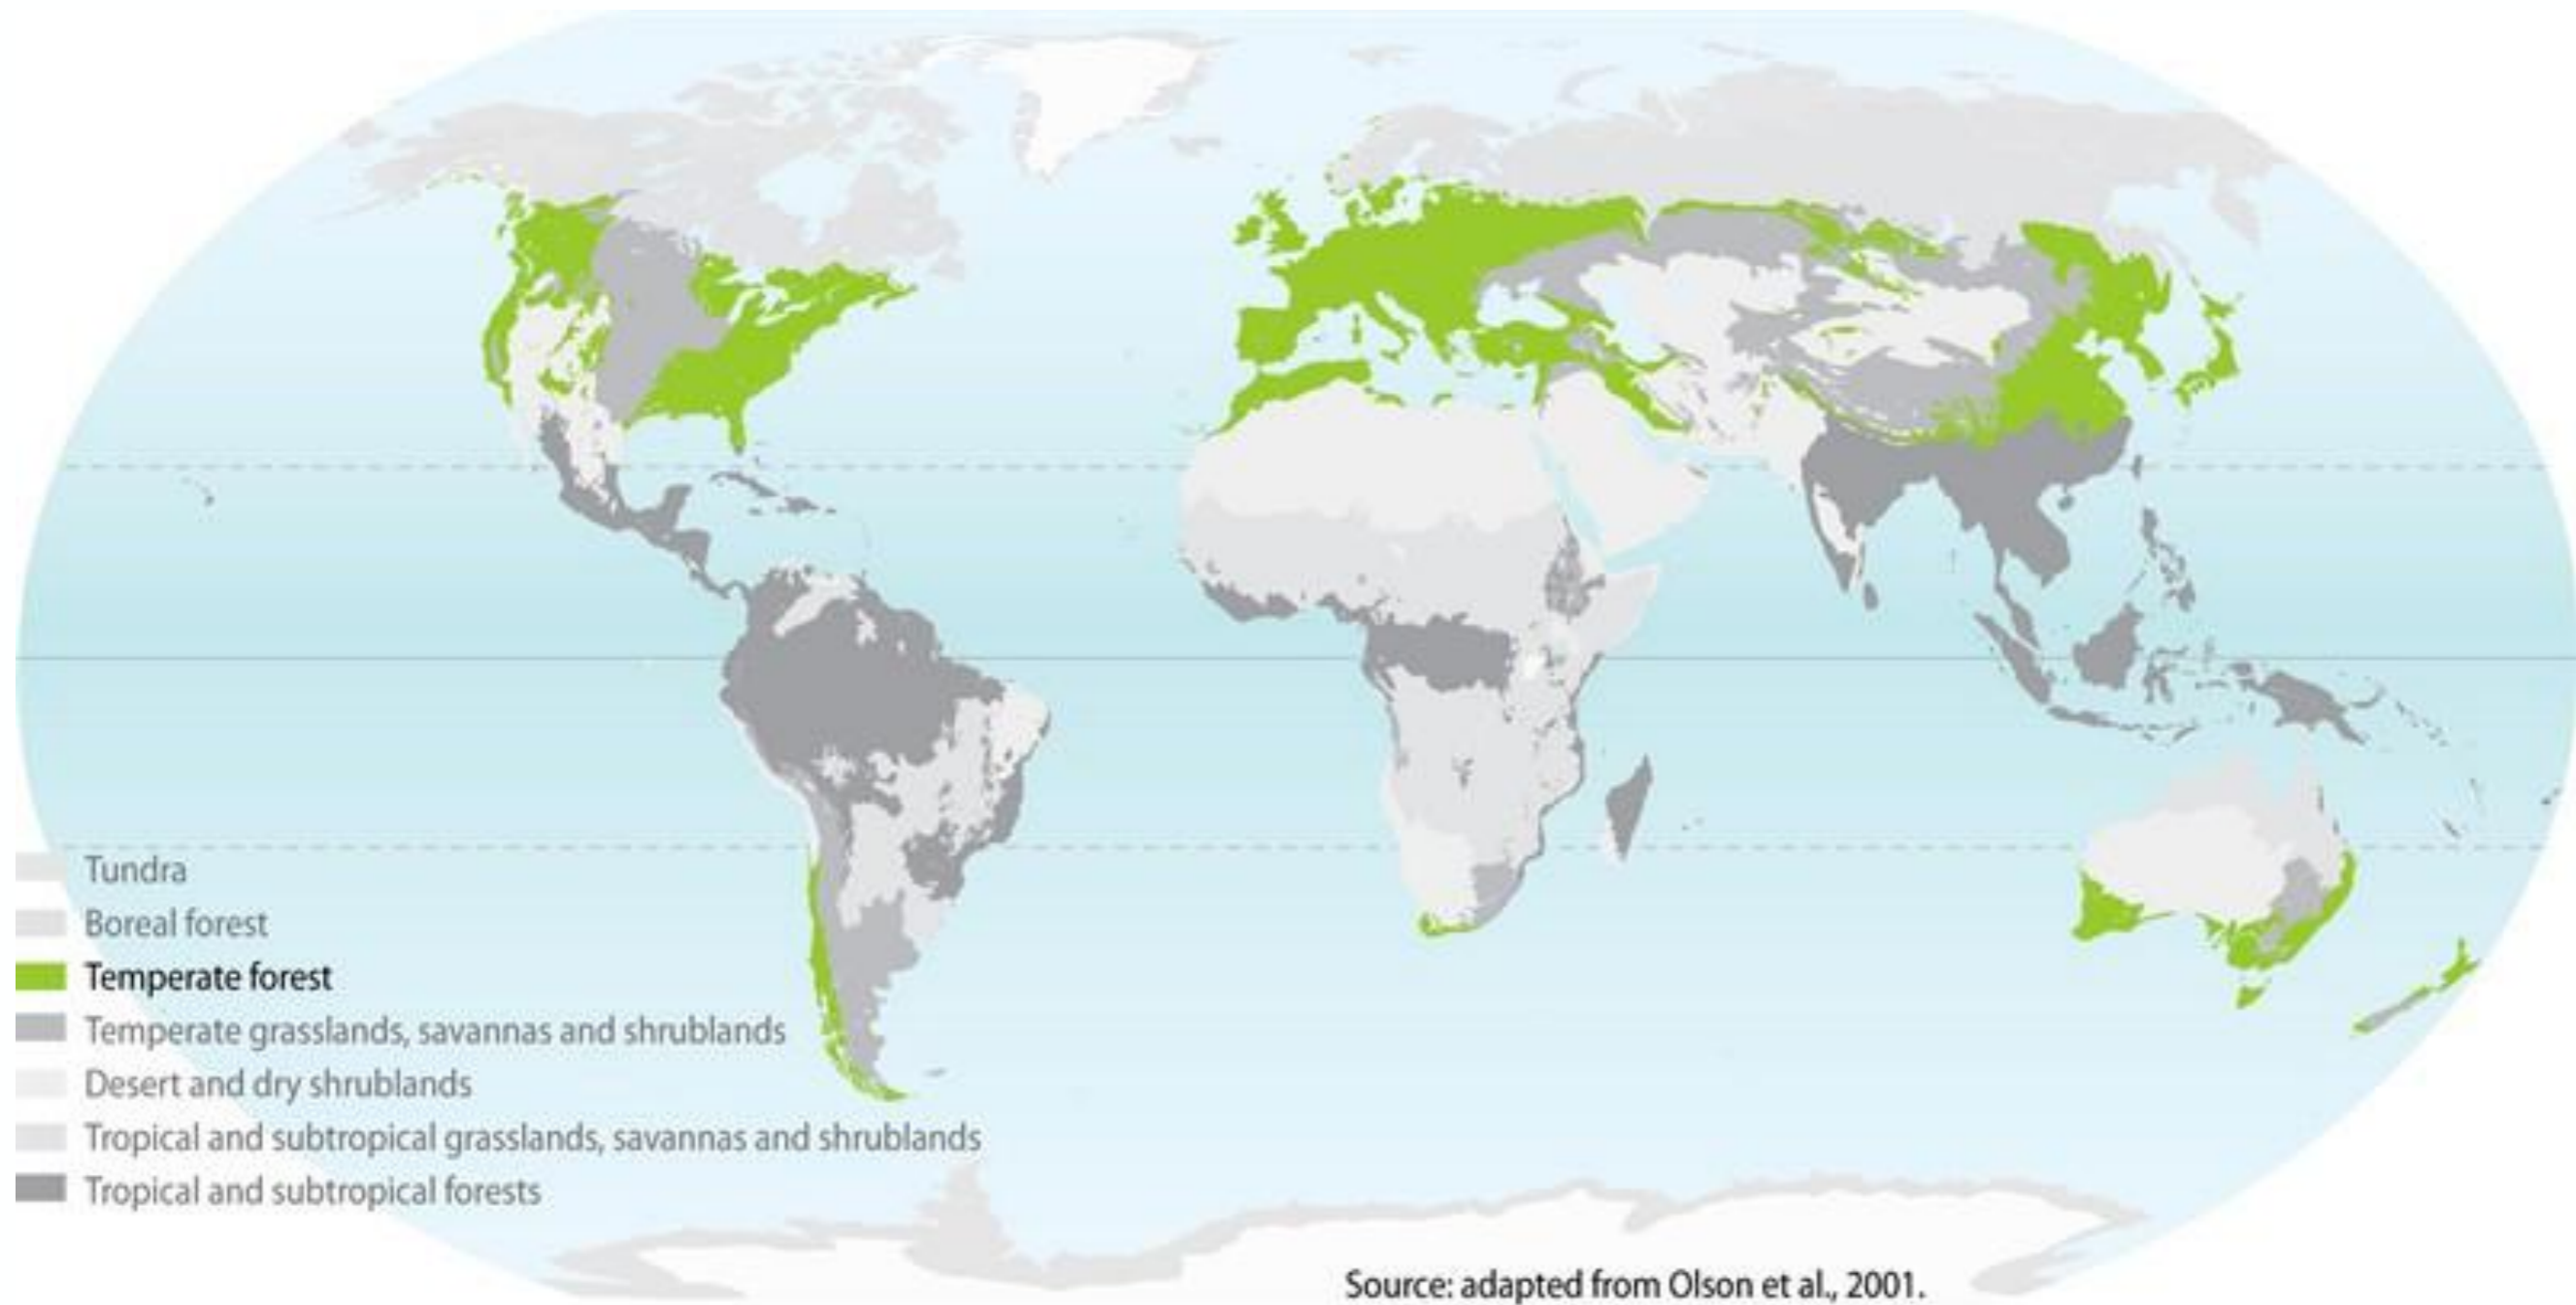 Tundra
Boreal forest
Temperate forest
Temperate grasslands, savannas and shrublands
Desert and dry shrublands
Tropical and subtropical grasslands, savannas and shrublands
Tropical and subtropical forests
Source: adapted from Olson et al., 2001.